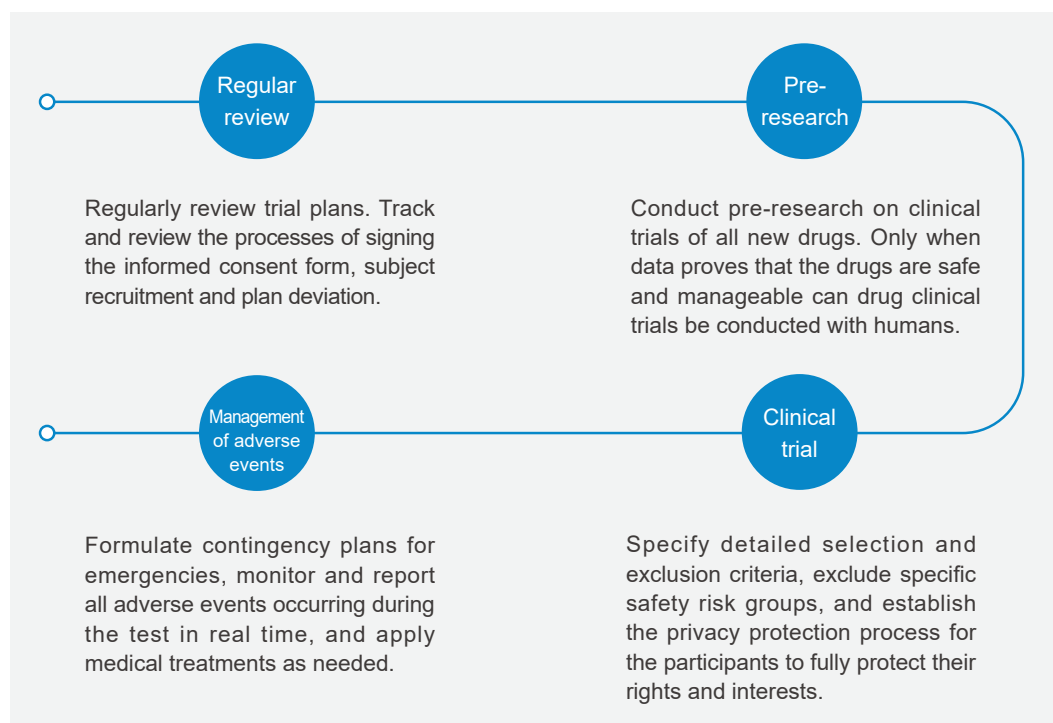 Regular
review
Regularly review trial plans. Track
and review the processes of signing
the informed consent form, subject
recruitment and plan deviation.
Pre-
research
Conduct pre-research on clinical
trials of all new drugs. Only when
data proves that the drugs are safe
and manageable can drug clinical
trials be conducted with humans.
Clinical
trial
Specify detailed selection and
exclusion criteria, exclude specific
safety risk groups, and establish
the privacy protection process for
the participants to fully protect their
rights and interests.
Management
of adverse
events
Formulate contingency plans for
emergencies, monitor and report
all adverse events occurring during
the test in real time, and apply
medical treatments as needed.